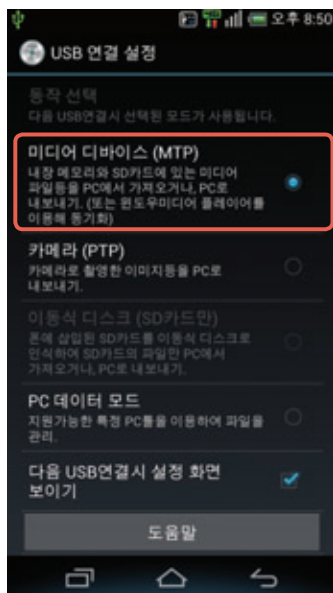 오후 8:50
USB 연결 설정
동작 선택
다음 USB연결시 선택된 모드가 사용됩니다.
미디어 디바이스 (MTP)
내장 메모리와 SD카드에 있는 미디어
파일등을 PC에서 가져오거나, PC로
내보내기. (또는 윈도우미디어 플레이어를
이용해 동기화)
카메라 (PTP)
카메라로 촬영한 이미지등을 PC로
내보내기.
이동식 디스크 (SD카드만)
폰에 삽입된 SD카드를 이동식 디스크로
인식하여 SD카드의 파일만 PC에서
가져오거나, PC로 내보내기.
PC 데이터 모드
지원가능한 특정 PC툴을 이용하여 파일을
관리.
다음 USB연결시 설정 화면
보이기
도움말